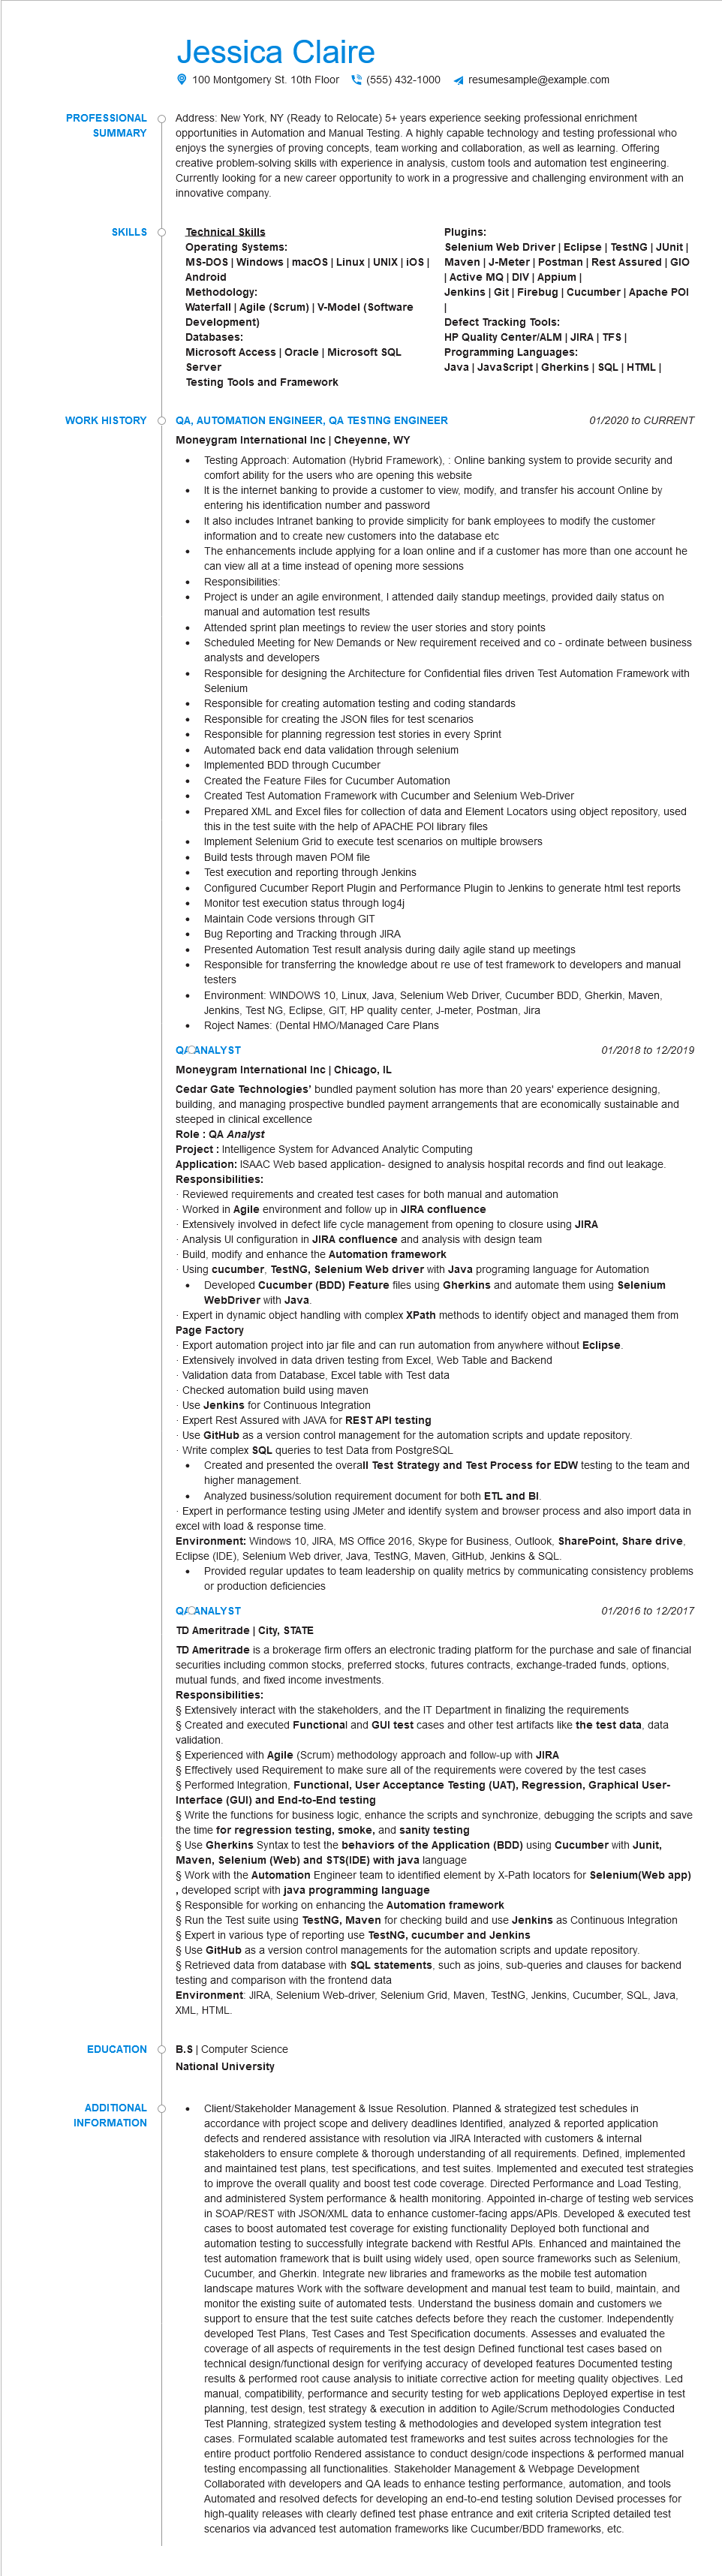 Jessica Claire
100 Montgomery St. 10th Floor (555) 432-1000 resumesample@example.com
PROFESSIONAL SUMMARY
Address: New York, NY (Ready to Relocate) 5+ years experience seeking professional enrichment
opportunities in Automation and Manual Testing. A highly capable technology and testing professional who
enjoys the synergies of proving concepts, team working and collaboration, as well as learning. Offering
creative problem-solving skills with experience in analysis, custom tools and automation test engineering.
Currently looking for a new career opportunity to work in a progressive and challenging environment with an
innovative company.
SKILLS
Technical Skills
Operating Systems:
MS-DOS | Windows | macOS | Linux | UNIX | iOS |
Android
Methodology:
Waterfall | Agile (Scrum) | V-Model (Software
Development)
Databases:
Microsoft Access | Oracle | Microsoft SQL
Server
Testing Tools and Framework
Plugins:
Selenium Web Driver | Eclipse | TestNG | JUnit |
Maven | J-Meter | Postman | Rest Assured | GIO
| Active MQ | DIV | Appium |
Jenkins | Git | Firebug | Cucumber | Apache POI
|
Defect Tracking Tools:
HP Quality Center/ALM | JIRA | TFS |
Programming Languages:
Java | JavaScript | Gherkins | SQL | HTML |
WORK HISTORY
QA, AUTOMATION ENGINEER, QA TESTING ENGINEER 01/2020 to CURRENT
Moneygram International Inc | Cheyenne, WY
• Testing Approach: Automation (Hybrid Framework), : Online banking system to provide security and
comfort ability for the users who are opening this website
• It is the internet banking to provide a customer to view, modify, and transfer his account Online by
entering his identification number and password
• It also includes Intranet banking to provide simplicity for bank employees to modify the customer
information and to create new customers into the database etc
• The enhancements include applying for a loan online and if a customer has more than one account he
can view all at a time instead of opening more sessions
• Responsibilities:
• Project is under an agile environment, I attended daily standup meetings, provided daily status on
manual and automation test results
• Attended sprint plan meetings to review the user stories and story points
• Scheduled Meeting for New Demands or New requirement received and co - ordinate between business
analysts and developers
• Responsible for designing the Architecture for Confidential files driven Test Automation Framework with
Selenium
• Responsible for creating automation testing and coding standards
• Responsible for creating the JSON files for test scenarios
• Responsible for planning regression test stories in every Sprint
• Automated back end data validation through selenium
• Implemented BDD through Cucumber
• Created the Feature Files for Cucumber Automation
• Created Test Automation Framework with Cucumber and Selenium Web-Driver
• Prepared XML and Excel files for collection of data and Element Locators using object repository, used
this in the test suite with the help of APACHE POI library files
• Implement Selenium Grid to execute test scenarios on multiple browsers
• Build tests through maven POM file
• Test execution and reporting through Jenkins
• Configured Cucumber Report Plugin and Performance Plugin to Jenkins to generate html test reports
• Monitor test execution status through log4j
• Maintain Code versions through GIT
• Bug Reporting and Tracking through JIRA
• Presented Automation Test result analysis during daily agile stand up meetings
• Responsible for transferring the knowledge about re use of test framework to developers and manual
testers
• Environment: WINDOWS 10, Linux, Java, Selenium Web Driver, Cucumber BDD, Gherkin, Maven,
Jenkins, Test NG, Eclipse, GIT, HP quality center, J-meter, Postman, Jira
• Roject Names: (Dental HMO/Managed Care Plans
QA ANALYST 01/2018 to 12/2019
Moneygram International Inc | Chicago, IL
Cedar Gate Technologies’ bundled payment solution has more than 20 years' experience designing,
building, and managing prospective bundled payment arrangements that are economically sustainable and
steeped in clinical excellence
Role : QA Analyst
Project : Intelligence System for Advanced Analytic Computing
Application: ISAAC Web based application- designed to analysis hospital records and find out leakage.
Responsibilities:
· Reviewed requirements and created test cases for both manual and automation
· Worked in Agile environment and follow up in JIRA confluence
· Extensively involved in defect life cycle management from opening to closure using JIRA
· Analysis UI configuration in JIRA confluence and analysis with design team
· Build, modify and enhance the Automation framework
· Using cucumber, TestNG, Selenium Web driver with Java programing language for Automation
• Developed Cucumber (BDD) Feature files using Gherkins and automate them using Selenium
WebDriver with Java.
· Expert in dynamic object handling with complex XPath methods to identify object and managed them from
Page Factory
· Export automation project into jar file and can run automation from anywhere without Eclipse.
· Extensively involved in data driven testing from Excel, Web Table and Backend
· Validation data from Database, Excel table with Test data
· Checked automation build using maven
· Use Jenkins for Continuous Integration
· Expert Rest Assured with JAVA for REST API testing
· Use GitHub as a version control management for the automation scripts and update repository.
· Write complex SQL queries to test Data from PostgreSQL
• Created and presented the overall Test Strategy and Test Process for EDW testing to the team and
higher management.
• Analyzed business/solution requirement document for both ETL and BI.
· Expert in performance testing using JMeter and identify system and browser process and also import data in
excel with load & response time.
Environment: Windows 10, JIRA, MS Office 2016, Skype for Business, Outlook, SharePoint, Share drive,
Eclipse (IDE), Selenium Web driver, Java, TestNG, Maven, GitHub, Jenkins & SQL.
• Provided regular updates to team leadership on quality metrics by communicating consistency problems
or production deficiencies
QA ANALYST 01/2016 to 12/2017
TD Ameritrade | City, STATE
TD Ameritrade is a brokerage firm offers an electronic trading platform for the purchase and sale of financial
securities including common stocks, preferred stocks, futures contracts, exchange-traded funds, options,
mutual funds, and fixed income investments.
Responsibilities:
§ Extensively interact with the stakeholders, and the IT Department in finalizing the requirements
§ Created and executed Functional and GUI test cases and other test artifacts like the test data, data
validation.
§ Experienced with Agile (Scrum) methodology approach and follow-up with JIRA
§ Effectively used Requirement to make sure all of the requirements were covered by the test cases
§ Performed Integration, Functional, User Acceptance Testing (UAT), Regression, Graphical User-
Interface (GUI) and End-to-End testing
§ Write the functions for business logic, enhance the scripts and synchronize, debugging the scripts and save
the time for regression testing, smoke, and sanity testing
§ Use Gherkins Syntax to test the behaviors of the Application (BDD) using Cucumber with Junit,
Maven, Selenium (Web) and STS(IDE) with java language
§ Work with the Automation Engineer team to identified element by X-Path locators for Selenium(Web app)
, developed script with java programming language
§ Responsible for working on enhancing the Automation framework
§ Run the Test suite using TestNG, Maven for checking build and use Jenkins as Continuous Integration
§ Expert in various type of reporting use TestNG, cucumber and Jenkins
§ Use GitHub as a version control managements for the automation scripts and update repository.
§ Retrieved data from database with SQL statements, such as joins, sub-queries and clauses for backend
testing and comparison with the frontend data
Environment: JIRA, Selenium Web-driver, Selenium Grid, Maven, TestNG, Jenkins, Cucumber, SQL, Java,
XML, HTML.
EDUCATION
B.S | Computer Science
National University
ADDITIONAL INFORMATION
• Client/Stakeholder Management & Issue Resolution. Planned & strategized test schedules in
accordance with project scope and delivery deadlines Identified, analyzed & reported application
defects and rendered assistance with resolution via JIRA Interacted with customers & internal
stakeholders to ensure complete & thorough understanding of all requirements. Defined, implemented
and maintained test plans, test specifications, and test suites. Implemented and executed test strategies
to improve the overall quality and boost test code coverage. Directed Performance and Load Testing,
and administered System performance & health monitoring. Appointed in-charge of testing web services
in SOAP/REST with JSON/XML data to enhance customer-facing apps/APIs. Developed & executed test
cases to boost automated test coverage for existing functionality Deployed both functional and
automation testing to successfully integrate backend with Restful APIs. Enhanced and maintained the
test automation framework that is built using widely used, open source frameworks such as Selenium,
Cucumber, and Gherkin. Integrate new libraries and frameworks as the mobile test automation
landscape matures Work with the software development and manual test team to build, maintain, and
monitor the existing suite of automated tests. Understand the business domain and customers we
support to ensure that the test suite catches defects before they reach the customer. Independently
developed Test Plans, Test Cases and Test Specification documents. Assesses and evaluated the
coverage of all aspects of requirements in the test design Defined functional test cases based on
technical design/functional design for verifying accuracy of developed features Documented testing
results & performed root cause analysis to initiate corrective action for meeting quality objectives. Led
manual, compatibility, performance and security testing for web applications Deployed expertise in test
planning, test design, test strategy & execution in addition to Agile/Scrum methodologies Conducted
Test Planning, strategized system testing & methodologies and developed system integration test
cases. Formulated scalable automated test frameworks and test suites across technologies for the
entire product portfolio Rendered assistance to conduct design/code inspections & performed manual
testing encompassing all functionalities. Stakeholder Management & Webpage Development
Collaborated with developers and QA leads to enhance testing performance, automation, and tools
Automated and resolved defects for developing an end-to-end testing solution Devised processes for
high-quality releases with clearly defined test phase entrance and exit criteria Scripted detailed test
scenarios via advanced test automation frameworks like Cucumber/BDD frameworks, etc.